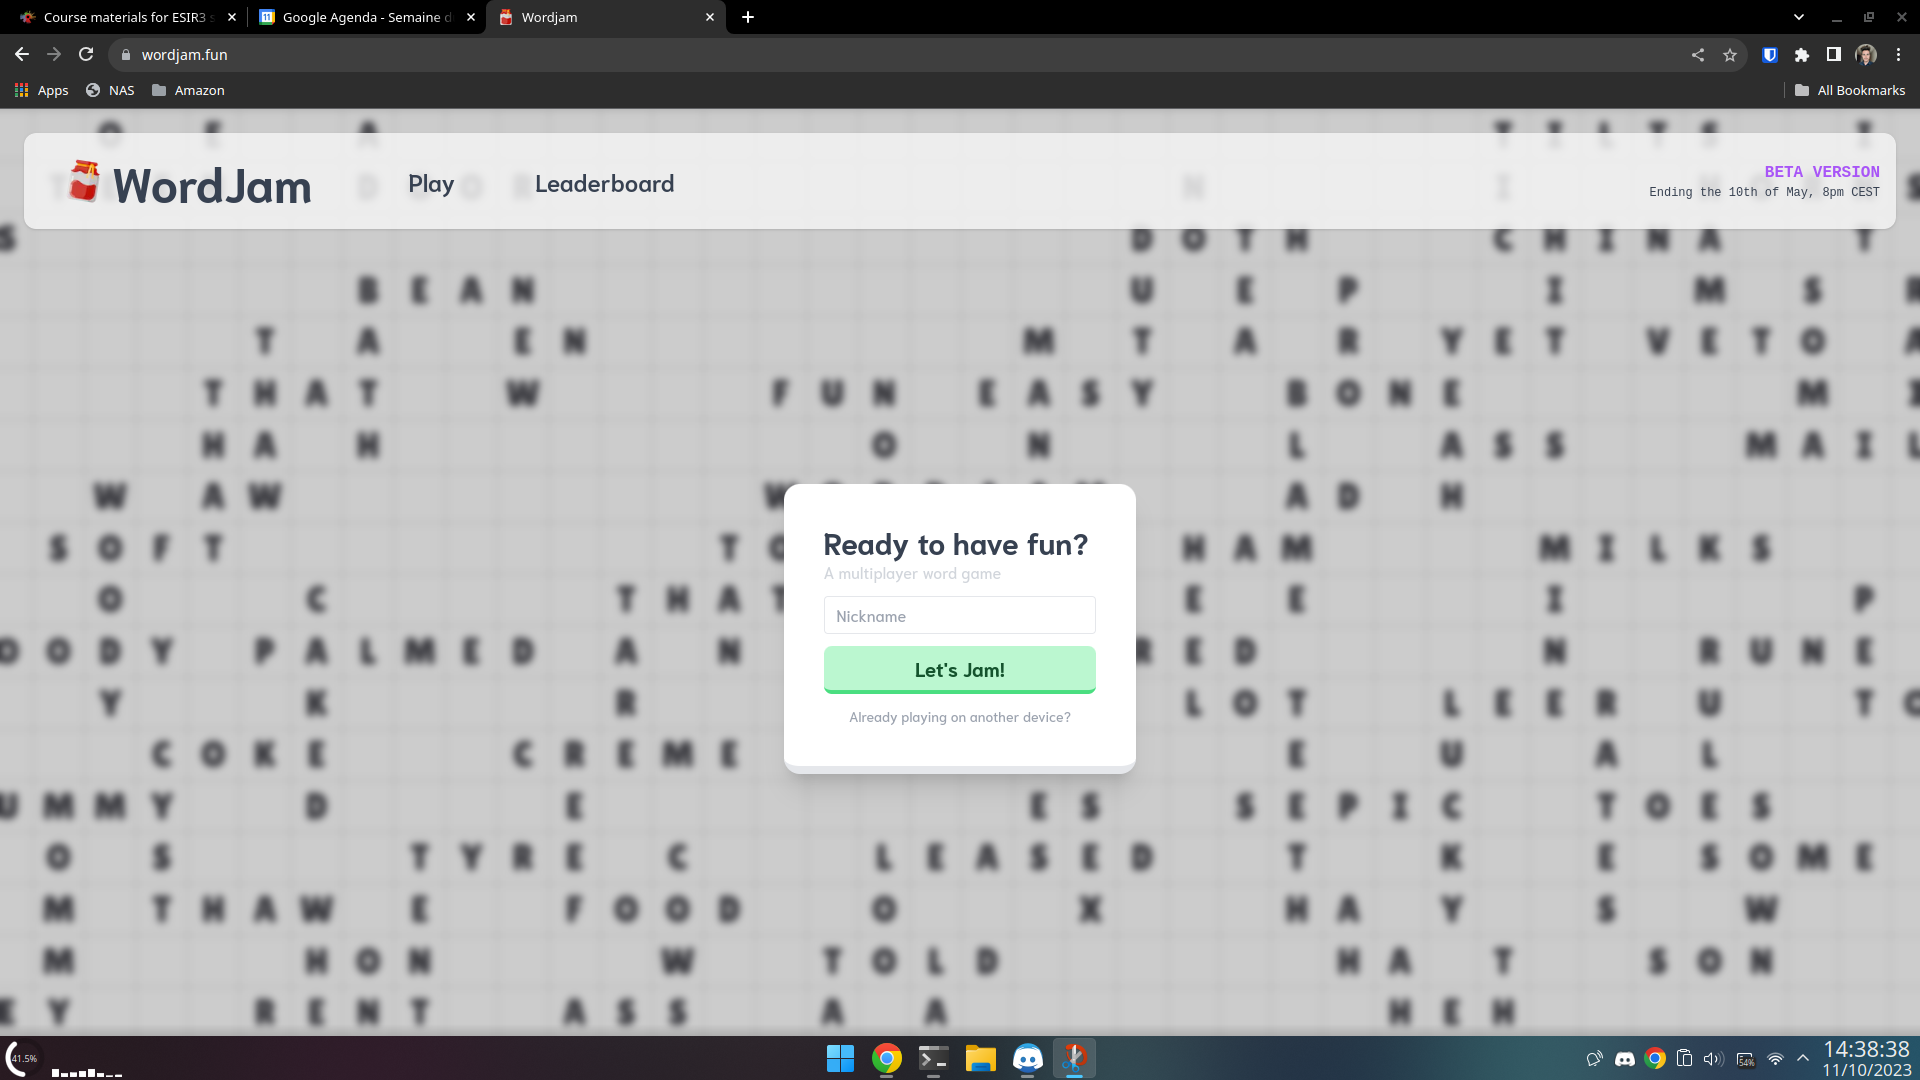 Course materials for ESIR3
Google Agenda - Semaine d
Wordjam
wordjam.fun
Apps
NAS
Amazon
All Bookmarks
WordJam
Play
Leaderboard
BETA VERSION
Ending the 10th of May, 8pm CEST
O E A T I L T S I
S D O T H C H I N A T
B E A N U E P I M S R
T A E N M T A R Y E T V E T O A
T H A T W F U N E A S Y B O N E M I
H A H O N L A S S M A I L
W A W W A D H
S O F T T O H A M M I L K S
O C T H A T E E I P
O O D Y P A L M E D A N R E D N R U N E
Y K R L O T L E E R U T O
C O K E C R E M E E U A L
U M M Y D E E S S E P I C T O E S
O S T Y R E C L E A S E D T K E S O M E
M T H A W E F O O D O X H A Y S W
M H O N W T O L D H A T S O N
E Y R E N T A S S A A H E H
Ready to have fun?
A multiplayer word game
Nickname
Let's Jam!
Already playing on another device?
41.5%
54%
14:38:38
11/10/2023